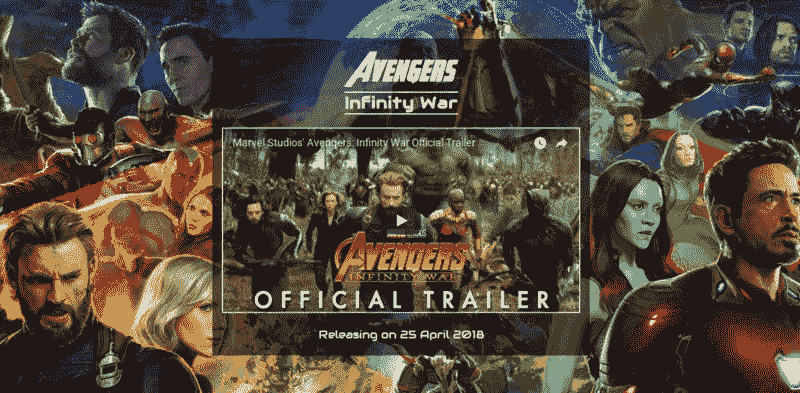 AVENGERS
Infinity War
Marvel Studios' Avengers: Infinity War Official Trailer
AVENGERS
INFINITY WAR
OFFICIAL TRAILER
Releasing on 25 April 2018